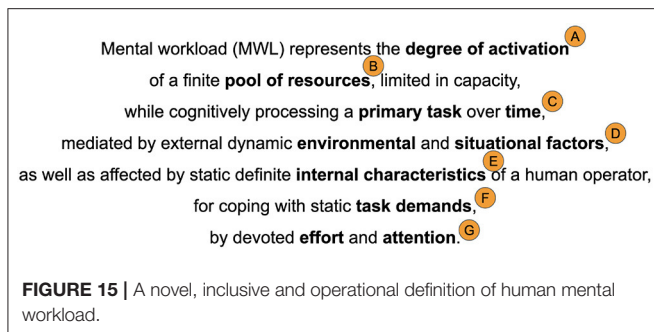 Mental workload (MWL) represents the degree of activation A
of a finite pool of resources, B limited in capacity,
while cognitively processing a primary task over time, C
mediated by external dynamic environmental and situational factors, D
as well as affected by static definite internal characteristics E of a human operator,
for coping with static task demands, F
by devoted effort and attention. G
FIGURE 15 | A novel, inclusive and operational definition of human mental
workload.